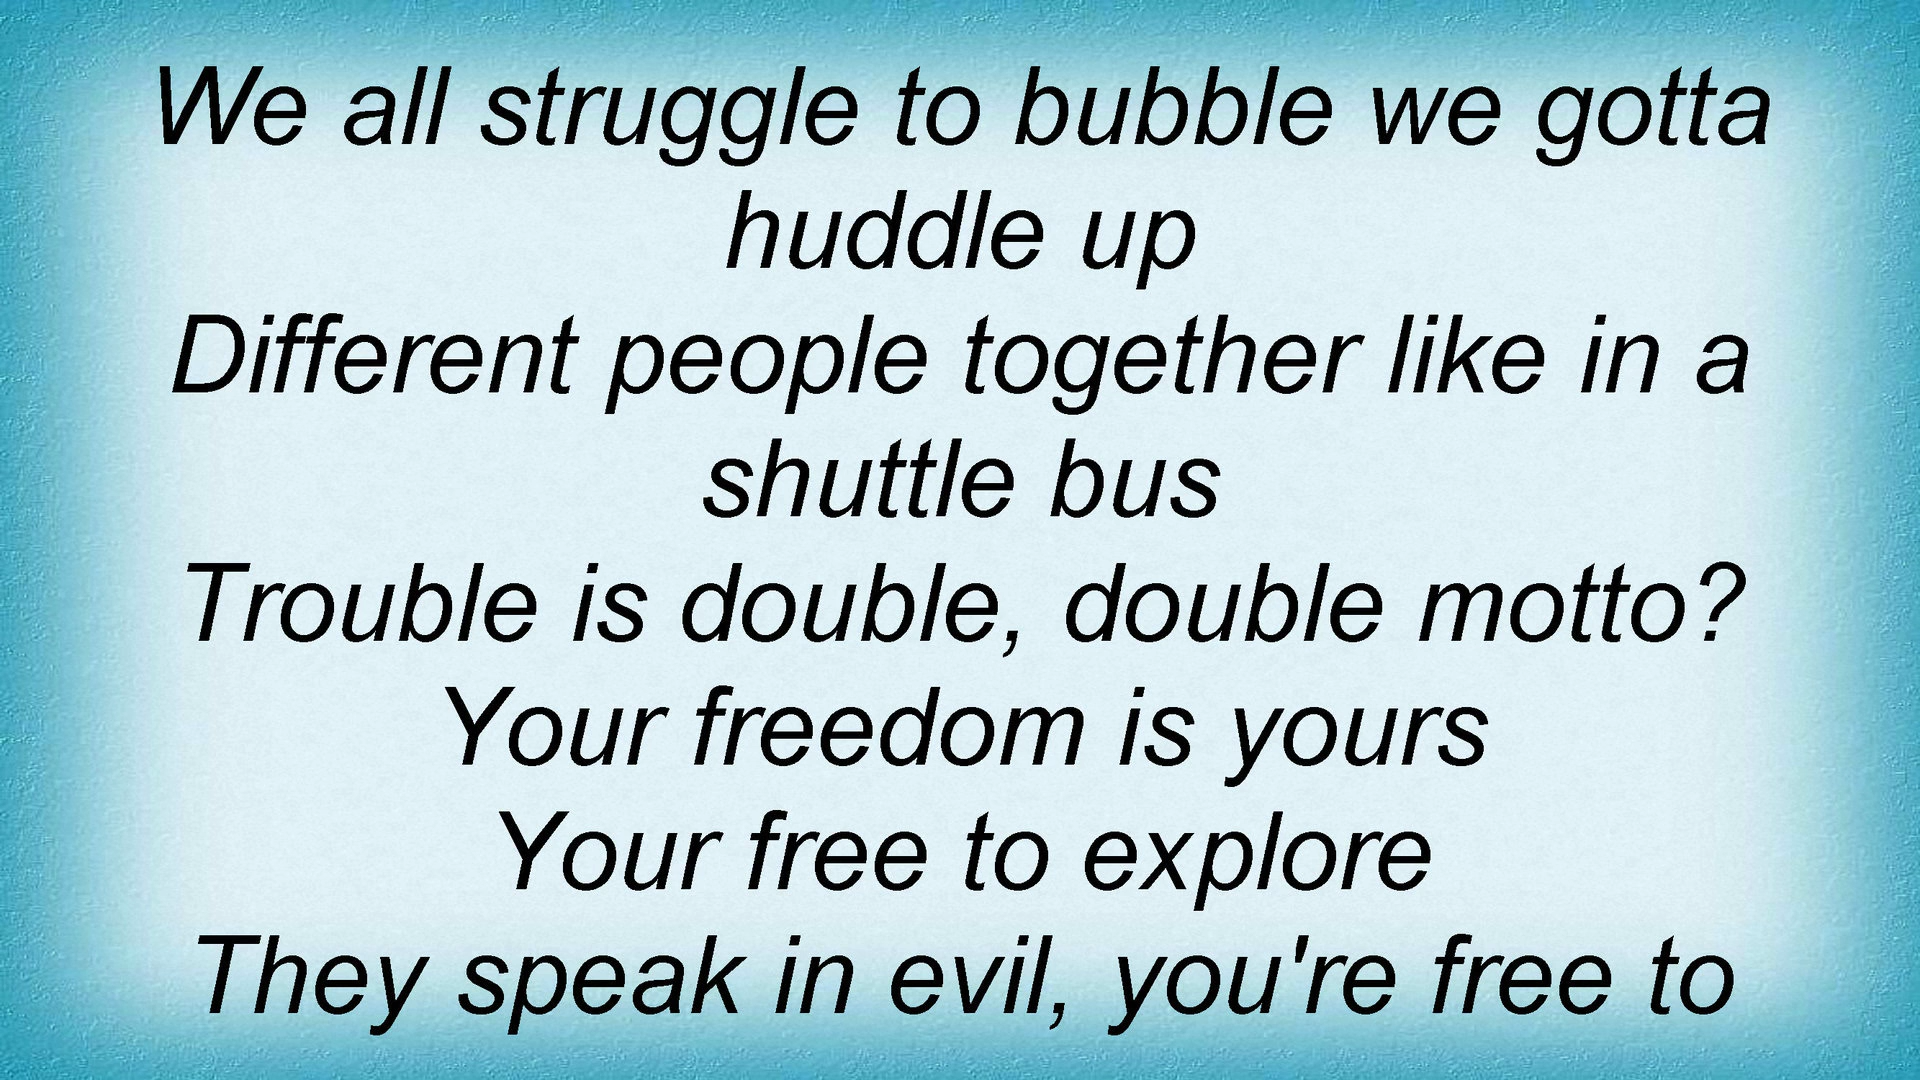 We all struggle to bubble we gotta
huddle up
Different people together like in a
shuttle bus
Trouble is double, double motto?
Your freedom is yours
Your free to explore
They speak in evil, you're free to